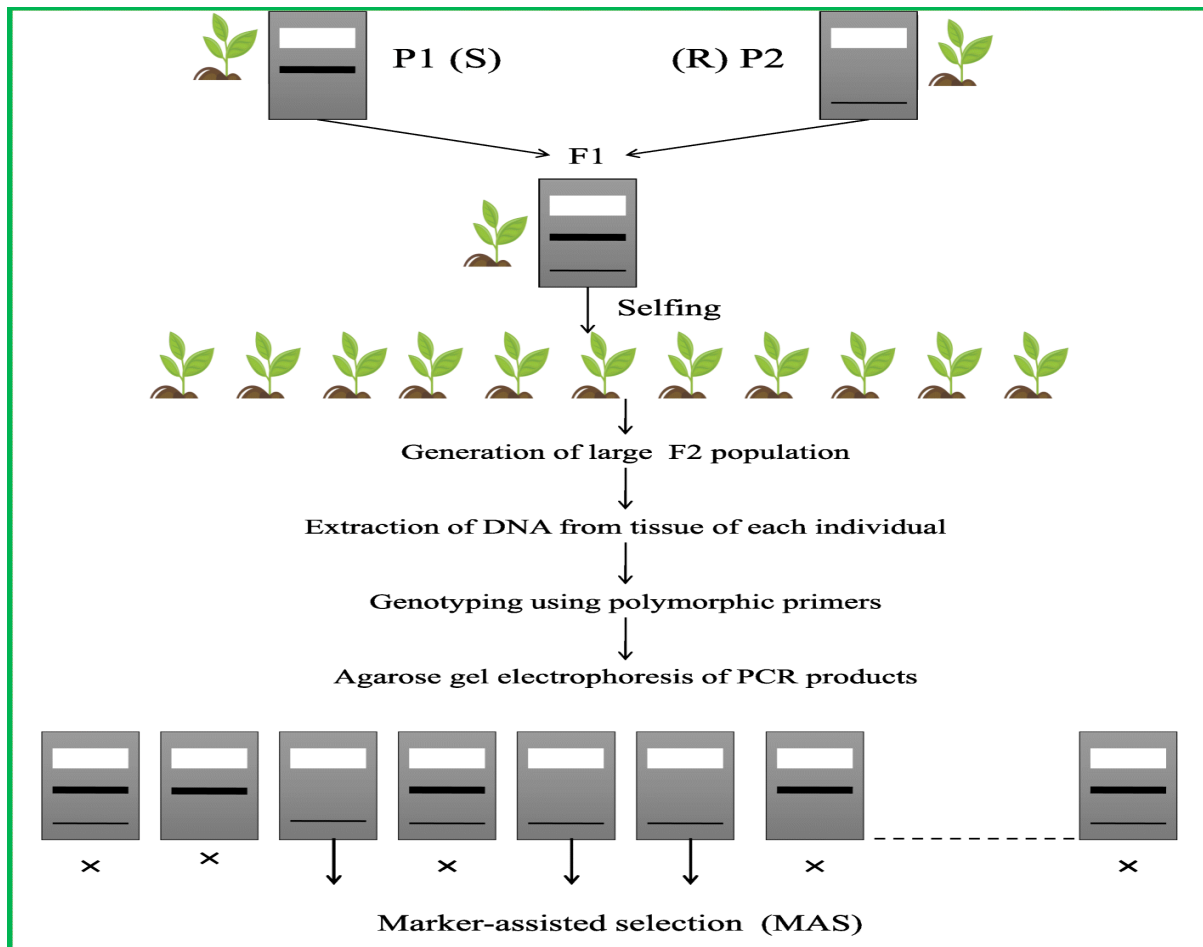 P1 (S)
(R) P2
F1
Selfing
Generation of large F2 population
Extraction of DNA from tissue of each individual
Genotyping using polymorphic primers
Agarose gel electrophoresis of PCR products
× × × × ×
Marker-assisted selection (MAS)